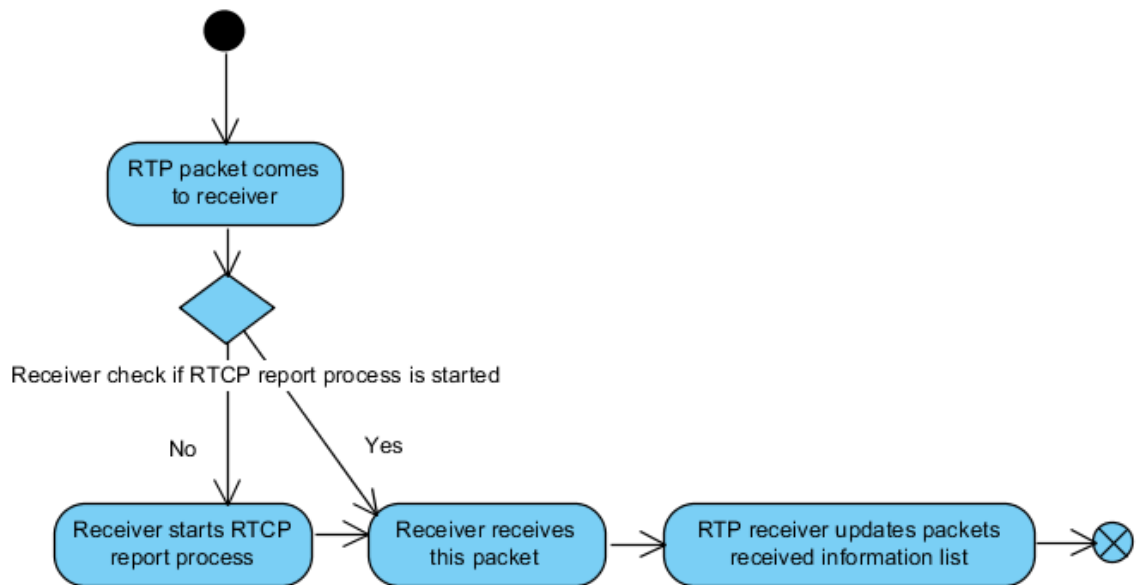 RTP packet comes
to receiver
Receiver check if RTCP report process is started
No
Yes
Receiver starts RTCP
report process
Receiver receives
this packet
RTP receiver updates packets
received information list